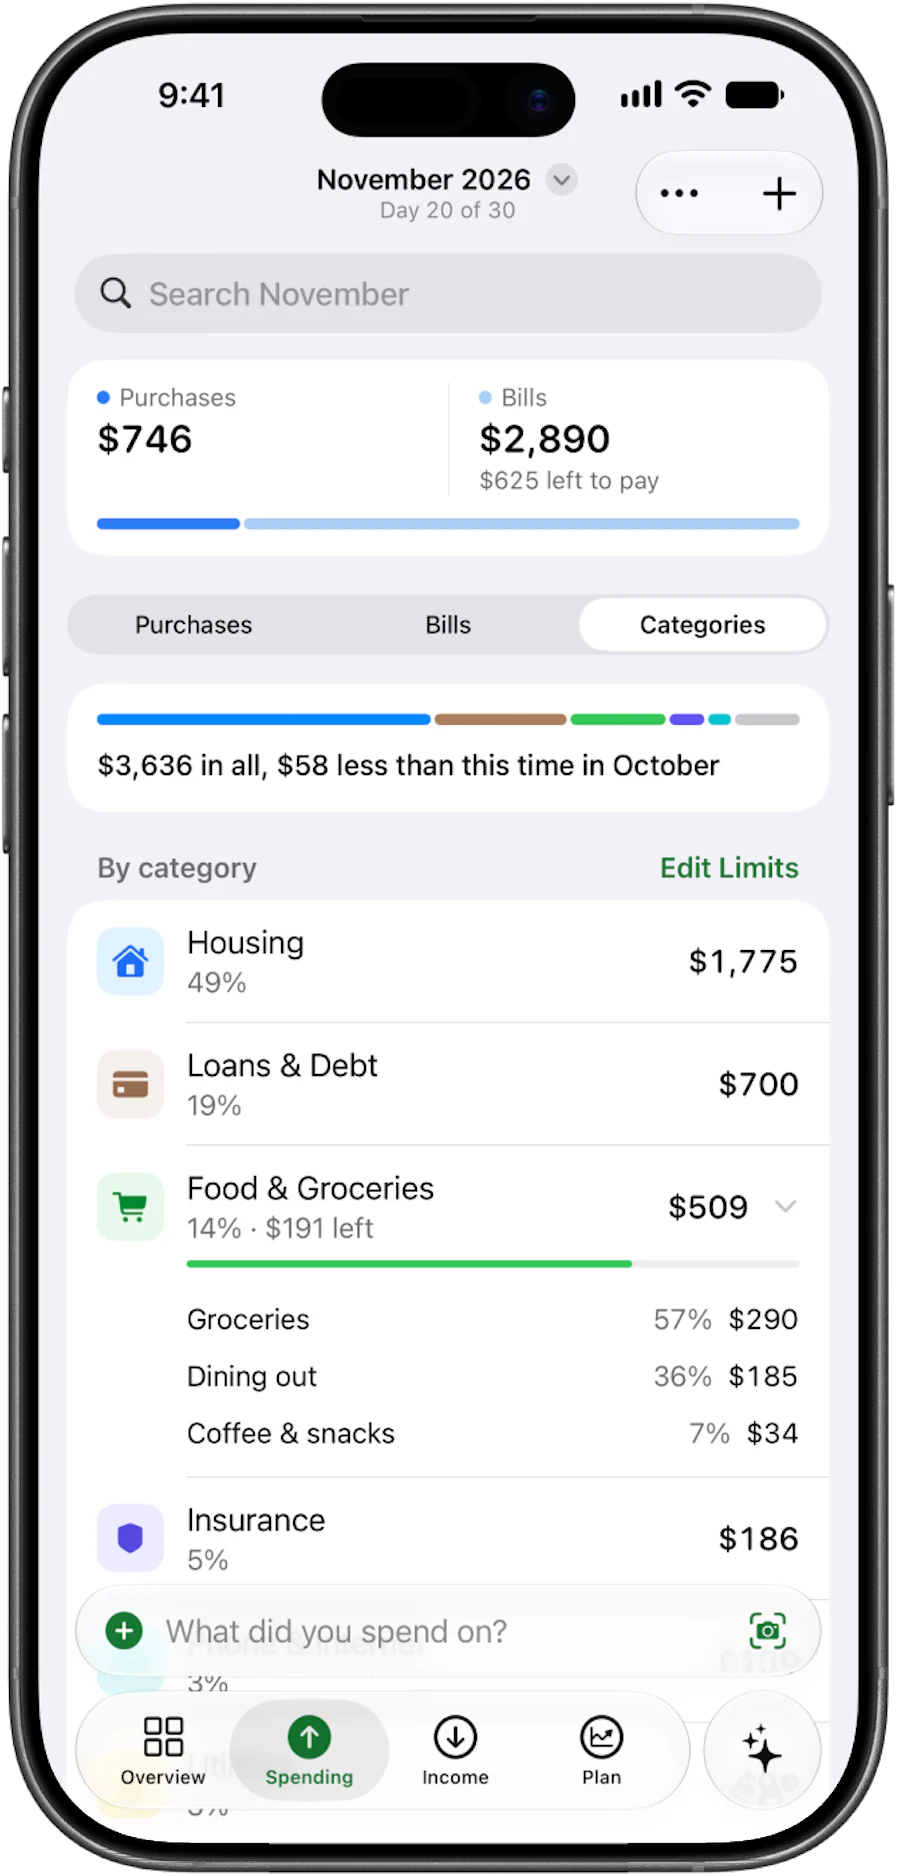 9:41
November 2026
Day 20 of 30
Search November
Purchases
$746
Bills
$2,890
$625 left to pay
Purchases
Bills
Categories
$3,636 in all, $58 less than this time in October
By category
Edit Limits
Housing
49%
$1,775
Loans & Debt
19%
$700
Food & Groceries
14% · $191 left
$509
Groceries
57% $290
Dining out
36% $185
Coffee & snacks
7% $34
Insurance
5%
$186
What did you spend on?
Phone & Internet
3%
Overview
Spending
Income
Plan